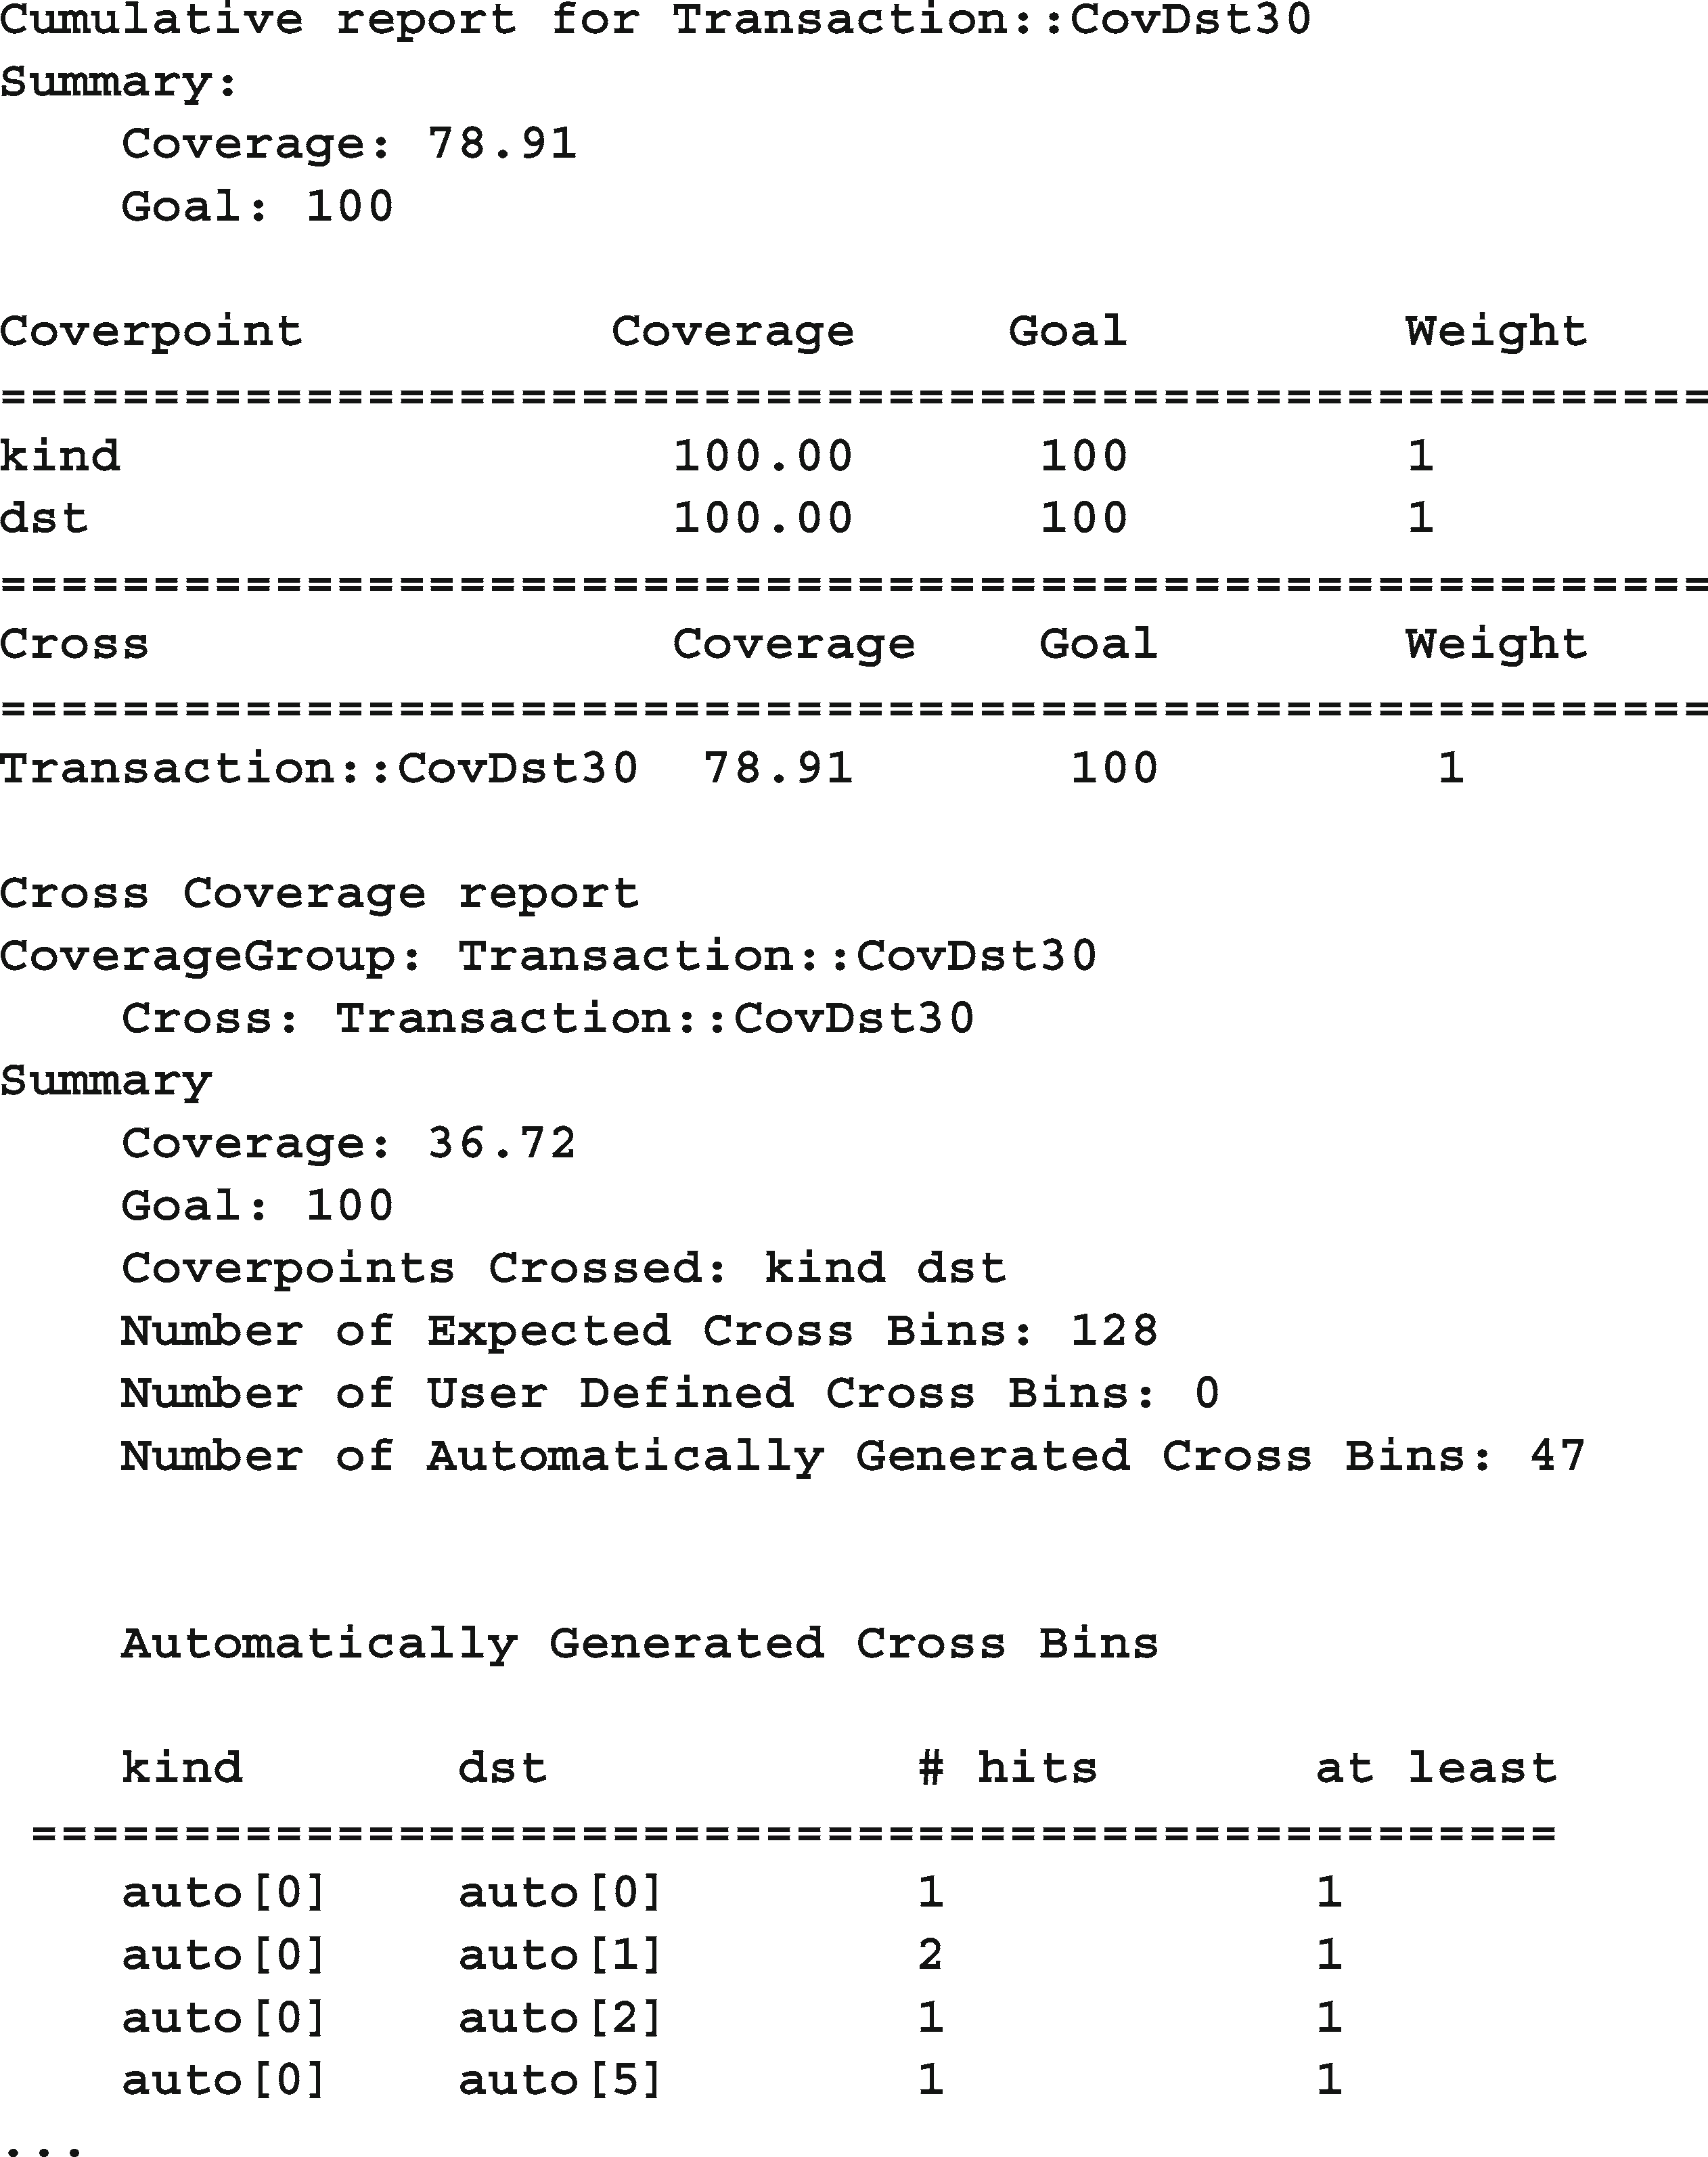 Cumulative report for Transaction::CovDst30
Summary:
    Coverage: 78.91
    Goal: 100

Coverpoint          Coverage     Goal         Weight
========================================================
kind                  100.00      100         1
dst                   100.00      100         1
========================================================
Cross                 Coverage    Goal        Weight
========================================================
Transaction::CovDst30  78.91       100         1

Cross Coverage report
CoverageGroup: Transaction::CovDst30
    Cross: Transaction::CovDst30
Summary
    Coverage: 36.72
    Goal: 100
    Coverpoints Crossed: kind dst
    Number of Expected Cross Bins: 128
    Number of User Defined Cross Bins: 0
    Number of Automatically Generated Cross Bins: 47

    Automatically Generated Cross Bins

    kind       dst            # hits       at least
 ==================================================
    auto[0]    auto[0]        1            1
    auto[0]    auto[1]        2            1
    auto[0]    auto[2]        1            1
    auto[0]    auto[5]        1            1
...